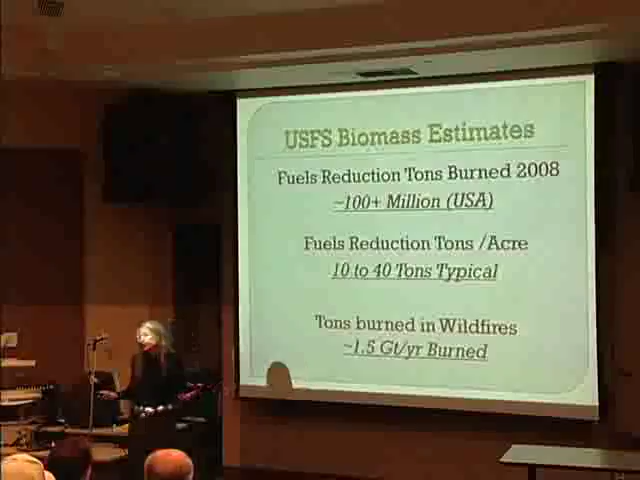 USFS Biomass Estimates
Fuels Reduction Tons Burned 2008
~100+ Million (USA)
Fuels Reduction Tons /Acre
10 to 40 Tons Typical
Tons burned in Wildfires
~1.5 Gt/yr Burned